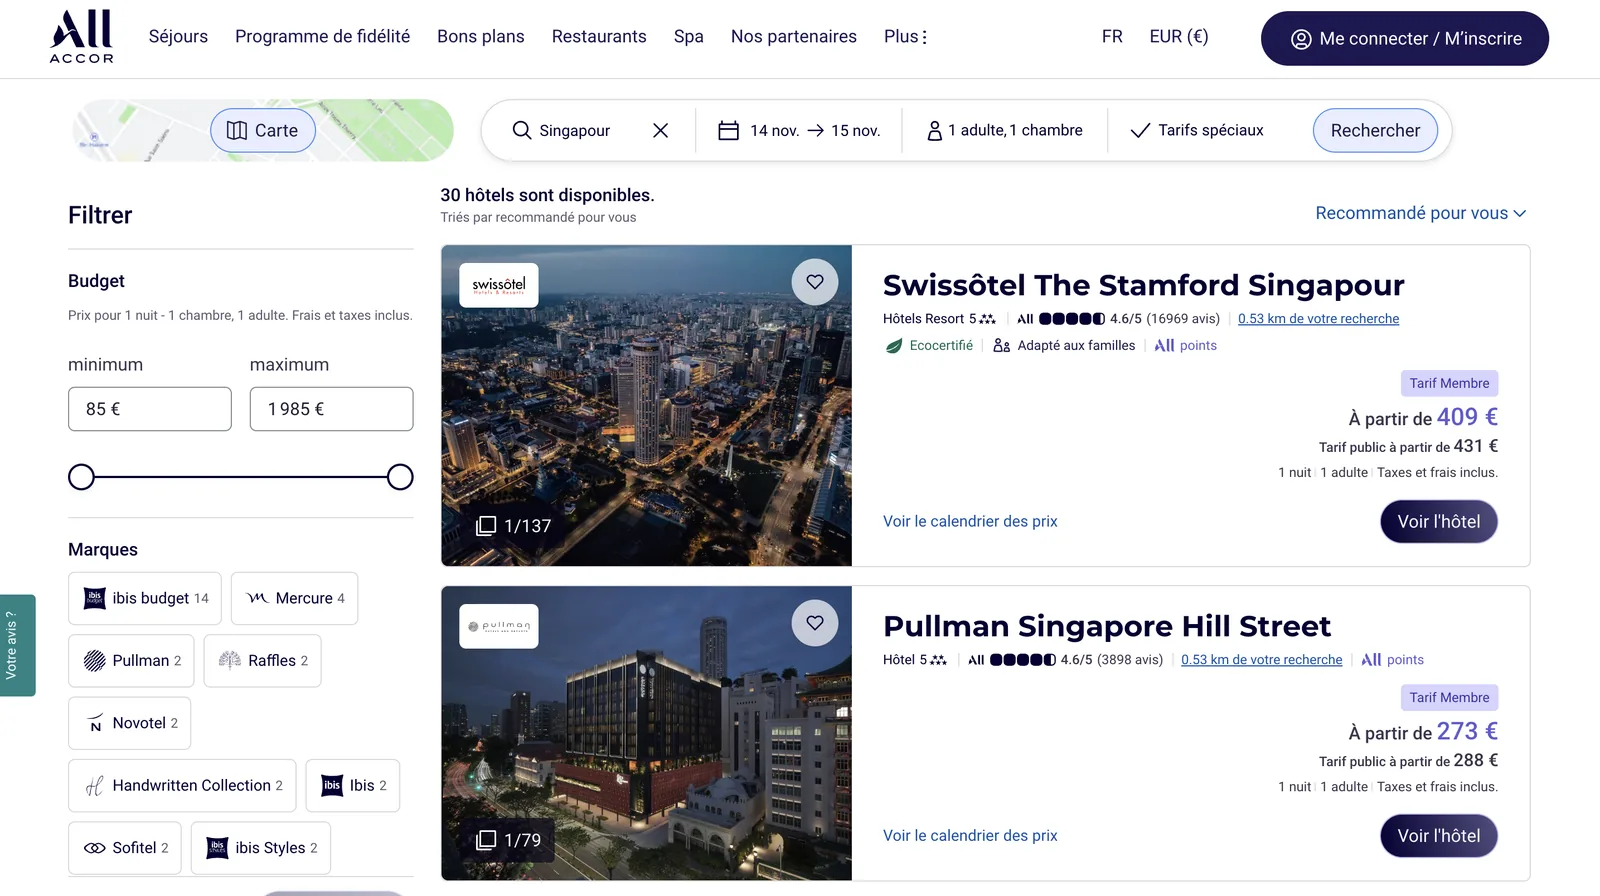 All
ACCOR
Séjours
Programme de fidélité
Bons plans
Restaurants
Spa
Nos partenaires
Plus
FR
EUR (€)
Me connecter / M’inscrire
Carte
Singapour
14 nov. → 15 nov.
1 adulte, 1 chambre
Tarifs spéciaux
Rechercher
Filtrer
Budget
Prix pour 1 nuit - 1 chambre, 1 adulte. Frais et taxes inclus.
minimum
maximum
85 €
1 985 €
Marques
ibis budget 14
Mercure 4
Pullman 2
Raffles 2
Novotel 2
Handwritten Collection 2
ibis
Ibis 2
Sofitel 2
ibis Styles 2
Votre avis ?
30 hôtels sont disponibles.
Triés par recommandé pour vous
Recommandé pour vous
swissôtel
Hotels & Resorts
1/137
Swissôtel The Stamford Singapour
Hôtels Resort 5
All 4.6/5 (16969 avis)
0.53 km de votre recherche
Ecocertifié
Adapté aux familles
All points
Tarif Membre
À partir de 409 €
Tarif public à partir de 431 €
1 nuit | 1 adulte | Taxes et frais inclus.
Voir le calendrier des prix
Voir l'hôtel
pullman
1/79
Pullman Singapore Hill Street
Hôtel 5
All 4.6/5 (3898 avis)
0.53 km de votre recherche
All points
Tarif Membre
À partir de 273 €
Tarif public à partir de 288 €
1 nuit | 1 adulte | Taxes et frais inclus.
Voir le calendrier des prix
Voir l'hôtel